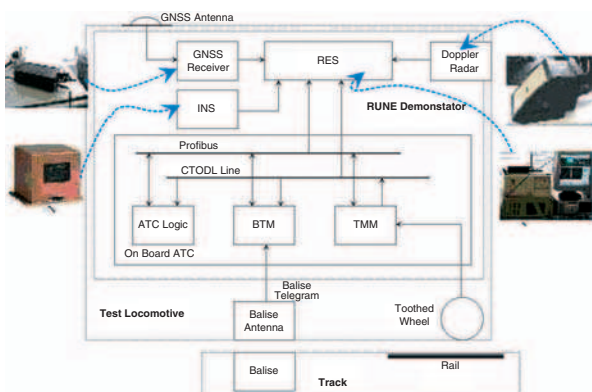 GNSS Antenna
GNSS
Receiver
RES
Doppler
Radar
INS
RUNE Demonstator
Profibus
CTODL Line
ATC Logic
BTM
TMM
On Board ATC
Balise
Telegram
Test Locomotive
Balise
Antenna
Toothed
Wheel
Balise
Rail
Track